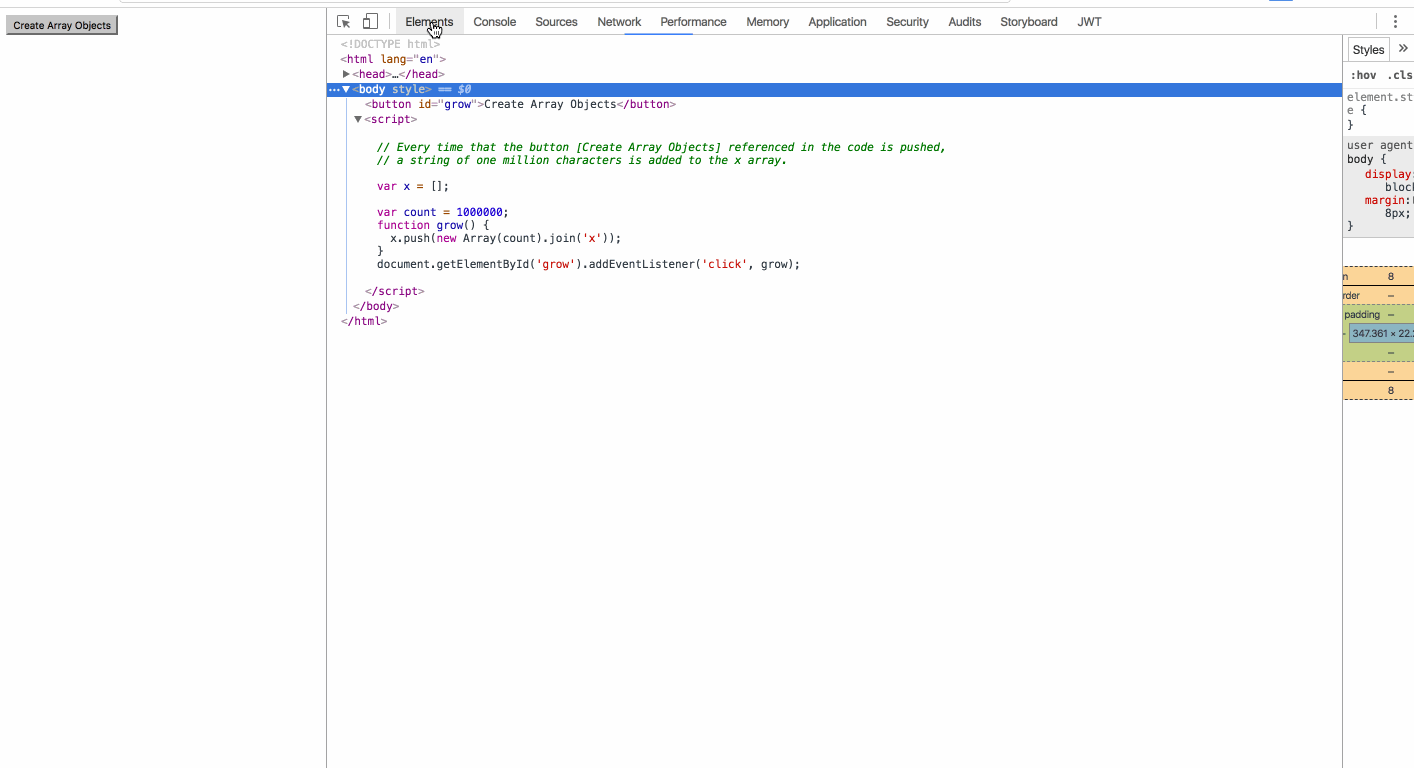 Create Array Objects
Elements Console Sources Network Performance Memory Application Security Audits Storyboard JWT
<!DOCTYPE html>
<html lang="en">
<head>…</head>
<body style> == $0
<button id="grow">Create Array Objects</button>
<script>
// Every time that the button [Create Array Objects] referenced in the code is pushed,
// a string of one million characters is added to the x array.
var x = [];
var count = 1000000;
function grow() {
x.push(new Array(count).join('x'));
}
document.getElementById('grow').addEventListener('click', grow);
</script>
</body>
</html>
Styles »
:hov .cls
element.st
e {
}
user agent
body {
display:
block
margin:
8px;
}
n 8
rder –
padding –
- 347.361 × 22.
–
–
8